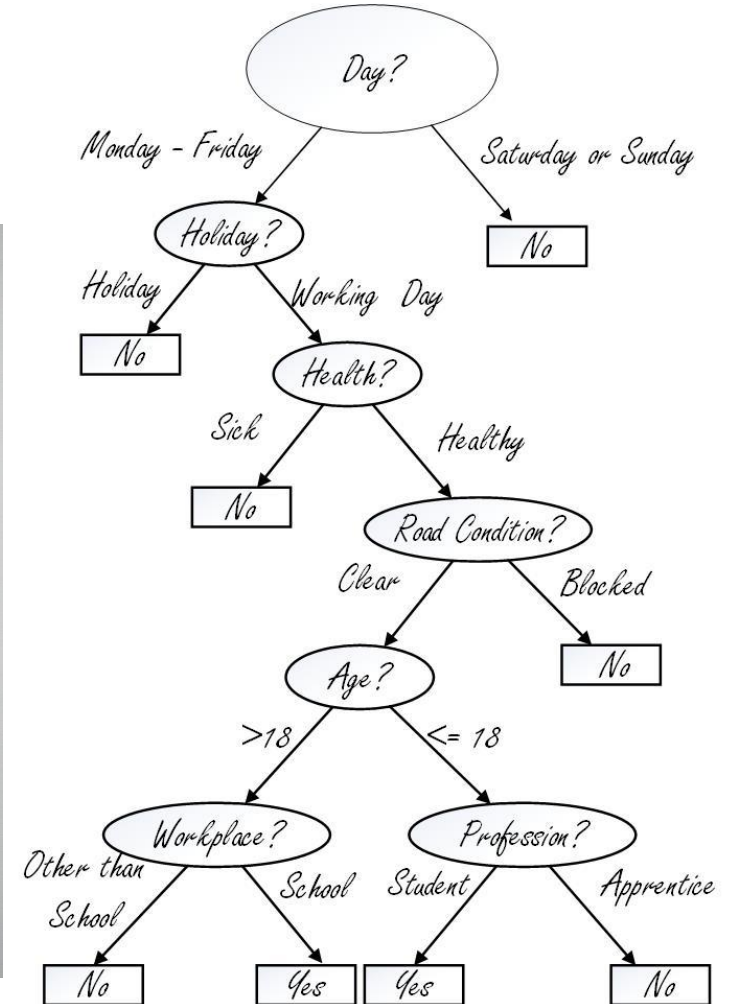 Day?
Monday - Friday
Saturday or Sunday
Holiday?
No
Holiday
Working Day
No
Health?
Sick
Healthy
No
Road Condition?
Clear
Blocked
No
Age?
>18
<= 18
Workplace?
Profession?
Other than
School
School
Student
Apprentice
No
Yes
Yes
No